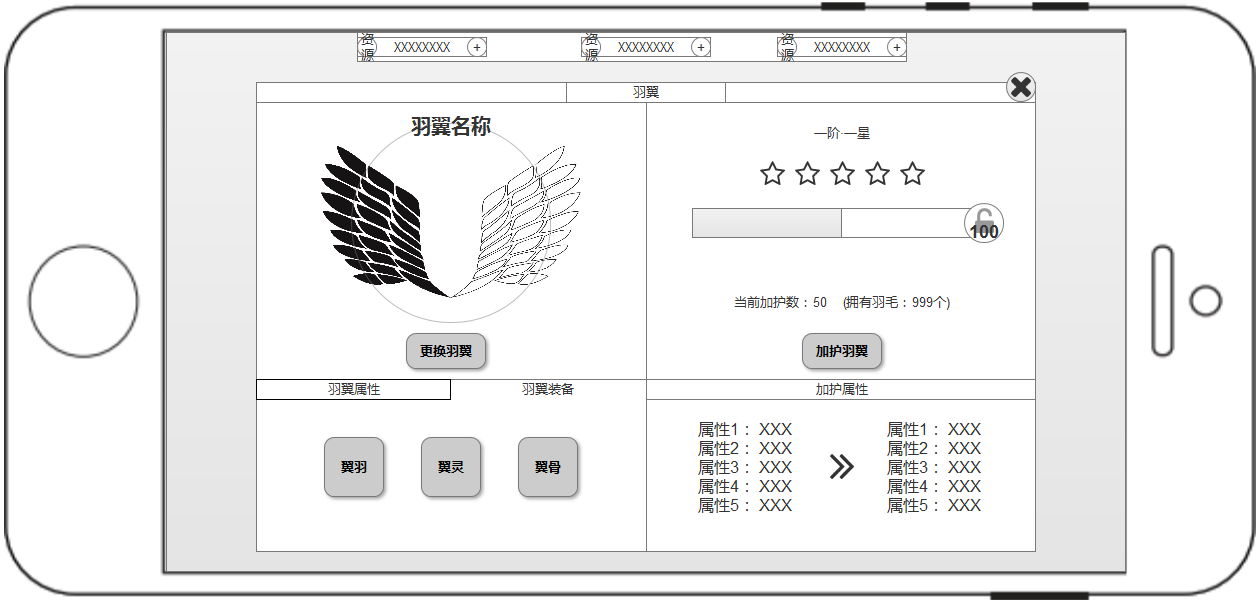 资源 XXXXXXXX + 资源 XXXXXXXX + 资源 XXXXXXXX +
羽翼
羽翼名称
一阶·一星
100
当前加护数：50 (拥有羽毛：999个)
更换羽翼
加护羽翼
羽翼属性 羽翼装备
加护属性
翼羽 翼灵 翼骨
属性1： XXX 属性1： XXX
属性2： XXX 属性2： XXX
属性3： XXX 属性3： XXX
属性4： XXX 属性4： XXX
属性5： XXX 属性5： XXX